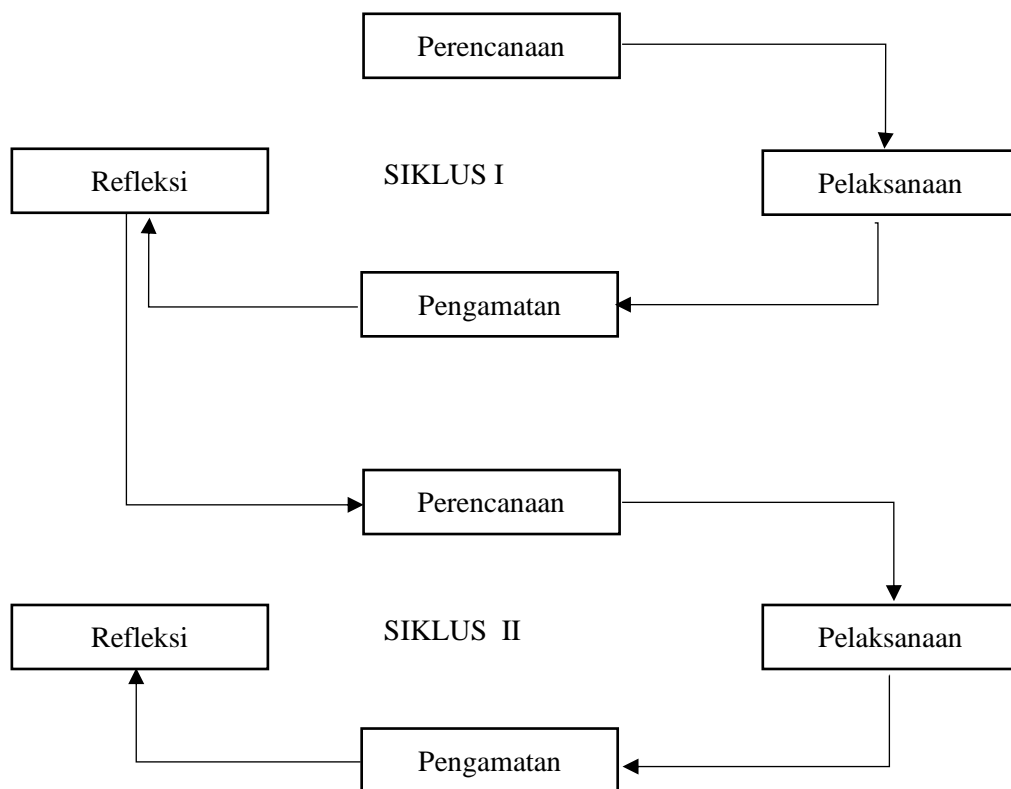 Perencanaan
Refleksi
SIKLUS I
Pelaksanaan
Pengamatan
Perencanaan
Refleksi
SIKLUS II
Pelaksanaan
Pengamatan